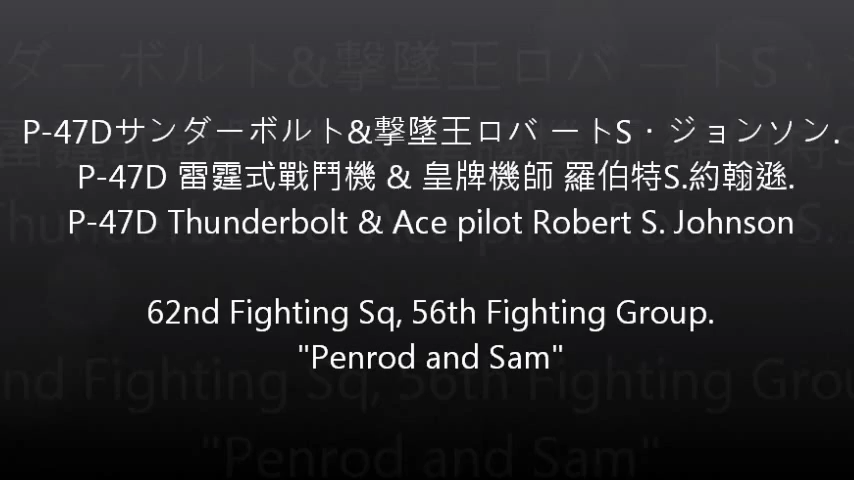 P-47Dサンダーボルト&撃墜王ロバ ートS・ジョンソン.
P-47D 雷霆式戰鬥機 & 皇牌機師 羅伯特S.約翰遜.
P-47D Thunderbolt & Ace pilot Robert S. Johnson
62nd Fighting Sq, 56th Fighting Group.
"Penrod and Sam"